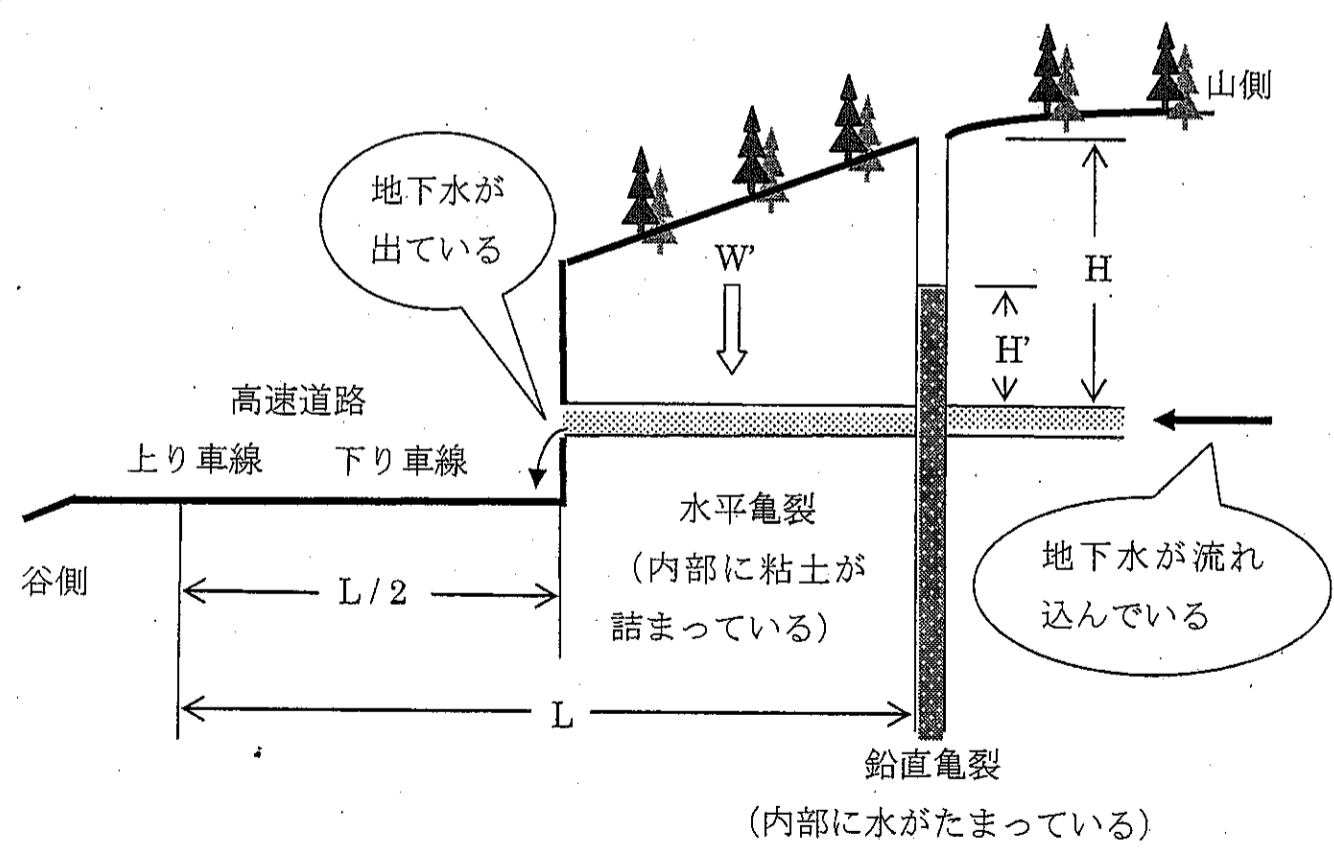 山側
地下水が
出ている
W'
H
H'
高速道路
上り車線
下り車線
水平亀裂
（内部に粘土が
詰まっている）
谷側
L / 2
地下水が流れ
込んでいる
L
鉛直亀裂
（内部に水がたまっている）